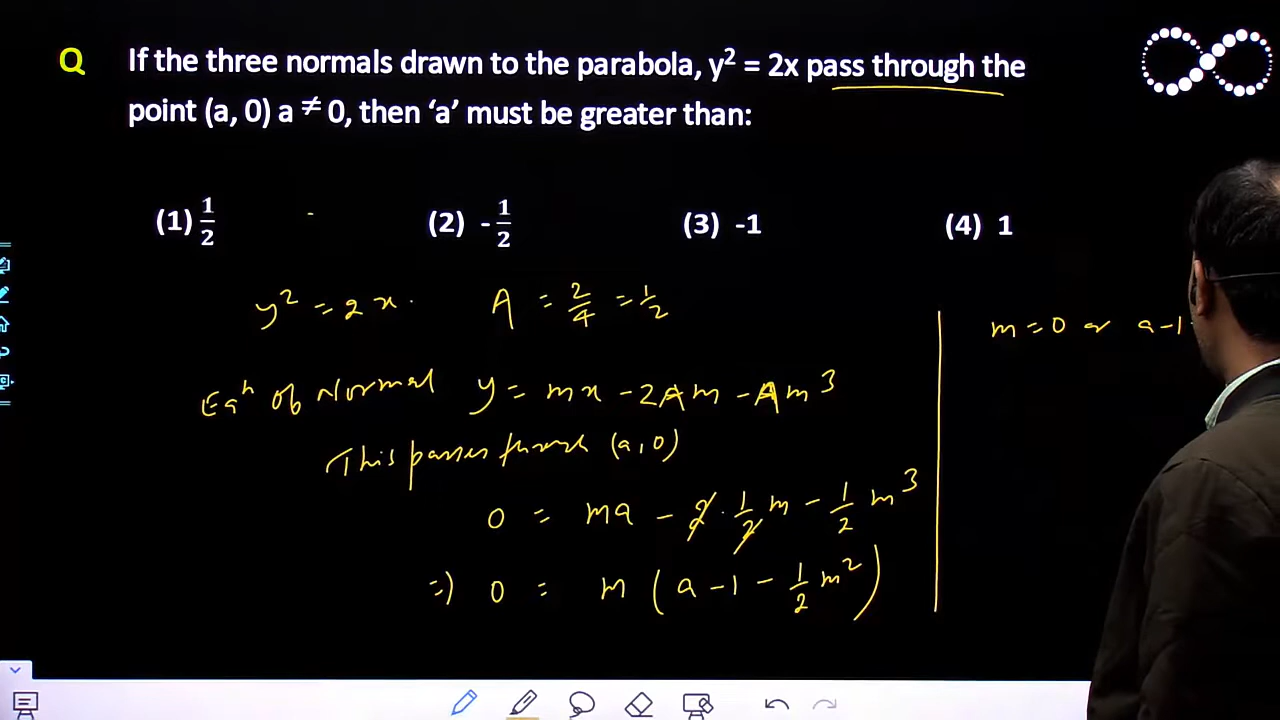 Q If the three normals drawn to the parabola, y² = 2x pass through the
point (a, 0) a ≠ 0, then ‘a’ must be greater than:
(1) 1/2 (2) -1/2 (3) -1 (4) 1
y² = 2x. A = 2/4 = 1/2
Eqⁿ of Normal y = mx - 2Am - Am³
This passes through (a, 0)
0 = ma - 2·1/2 m - 1/2 m³
=) 0 = m (a - 1 - 1/2 m²)
m = 0 or a - 1